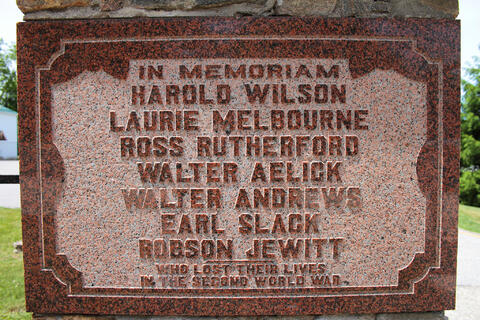 IN MEMORIAM
HAROLD WILSON
LAURIE MELBOURNE
ROSS RUTHERFORD
WALTER AELICK
WALTER ANDREWS
EARL SLACK
ROBSON JEWITT
WHO LOST THEIR LIVES
IN THE SECOND WORLD WAR